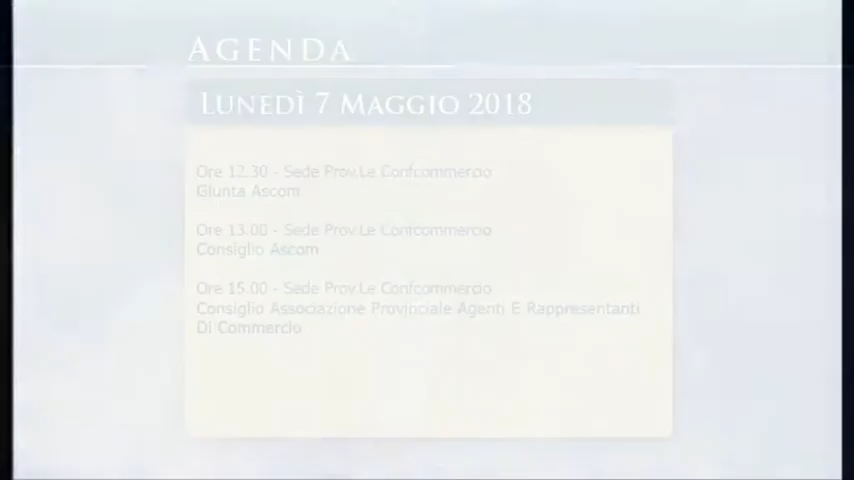 AGENDA
LUNEDÌ 7 MAGGIO 2018
Ore 12.30 - Sede Prov.Le Confcommercio
Giunta Ascom
Ore 13.00 - Sede Prov.Le Confcommercio
Consiglio Ascom
Ore 15.00 - Sede Prov.Le Confcommercio
Consiglio Associazione Provinciale Agenti E Rappresentanti
Di Commercio